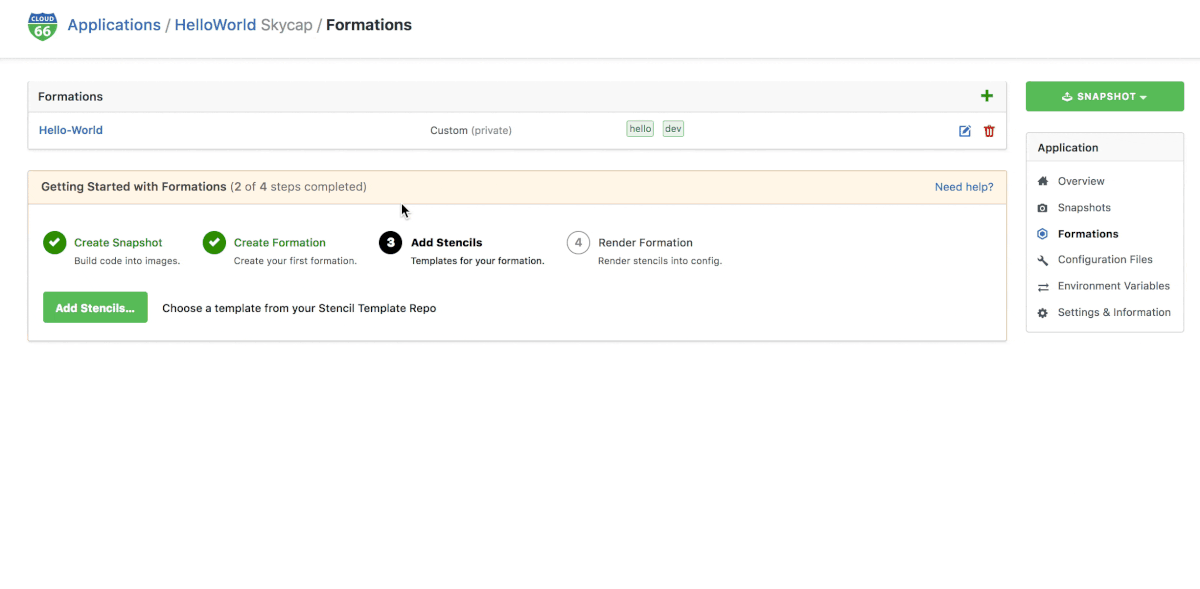 CLOUD
66
Applications / HelloWorld Skycap / Formations
Formations
Hello-World
Custom (private)
hello
dev
Getting Started with Formations (2 of 4 steps completed)
Need help?
Create Snapshot
Build code into images.
Create Formation
Create your first formation.
3
Add Stencils
Templates for your formation.
4
Render Formation
Render stencils into config.
Add Stencils...
Choose a template from your Stencil Template Repo
SNAPSHOT
Application
Overview
Snapshots
Formations
Configuration Files
Environment Variables
Settings & Information